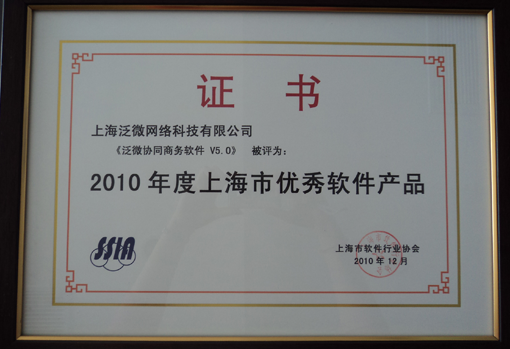 证 书
上海泛微网络科技有限公司
《泛微协同商务软件 V5.0》 被评为：
2010年度上海市优秀软件产品
SSIA
上海市软件行业协会
2010年12月